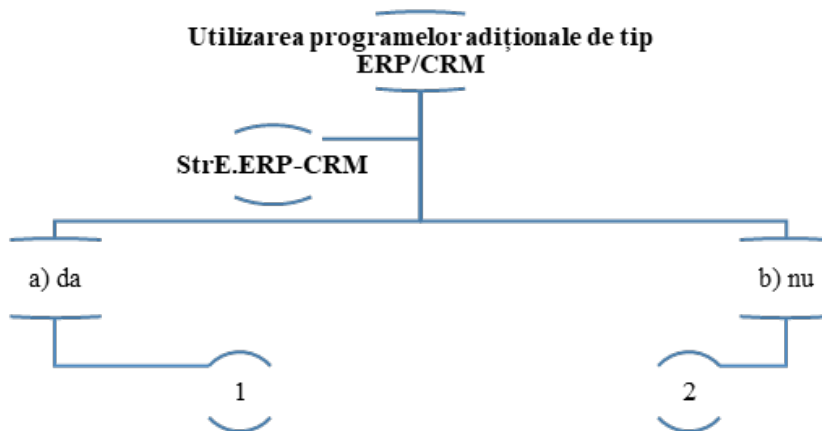 Utilizarea programelor adiționale de tip
ERP/CRM
StrE.ERP-CRM
a) da
b) nu
1
2